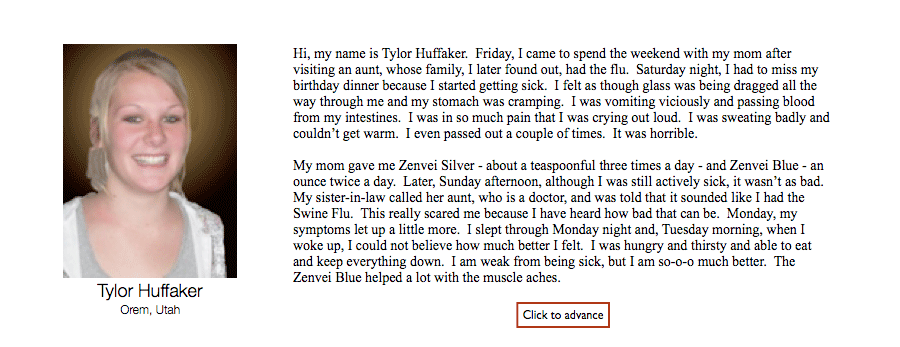 Hi, my name is Tylor Huffaker.  Friday, I came to spend the weekend with my mom after
visiting an aunt, whose family, I later found out, had the flu.  Saturday night, I had to miss my
birthday dinner because I started getting sick.  I felt as though glass was being dragged all the
way through me and my stomach was cramping.  I was vomiting viciously and passing blood
from my intestines.  I was in so much pain that I was crying out loud.  I was sweating badly and
couldn't get warm.  I even passed out a couple of times.  It was horrible.
My mom gave me Zenvei Silver - about a teaspoonful three times a day - and Zenvei Blue - an
ounce twice a day.  Later, Sunday afternoon, although I was still actively sick, it wasn't as bad.
My sister-in-law called her aunt, who is a doctor, and was told that it sounded like I had the
Swine Flu.  This really scared me because I have heard how bad that can be.  Monday, my
symptoms let up a little more.  I slept through Monday night and, Tuesday morning, when I
woke up, I could not believe how much better I felt.  I was hungry and thirsty and able to eat
and keep everything down.  I am weak from being sick, but I am so-o-o much better.  The
Zenvei Blue helped a lot with the muscle aches.
Tylor Huffaker
Orem, Utah
Click to advance